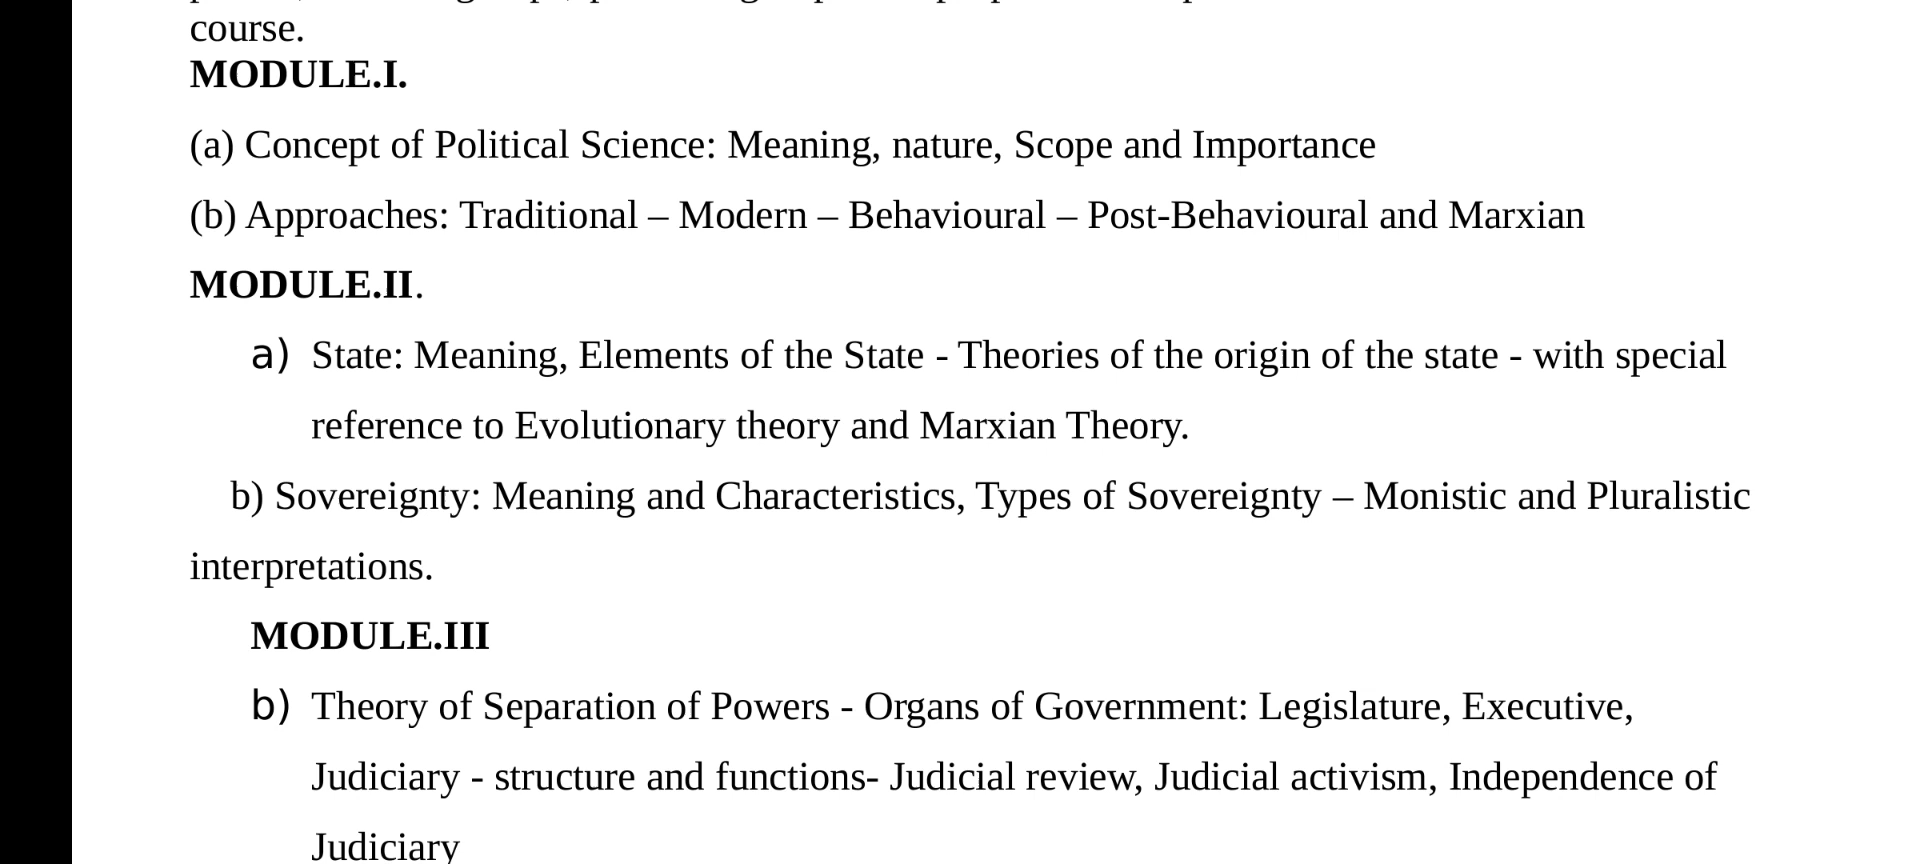 course.
MODULE.I.
(a) Concept of Political Science: Meaning, nature, Scope and Importance
(b) Approaches: Traditional – Modern – Behavioural – Post-Behavioural and Marxian
MODULE.II.
a) State: Meaning, Elements of the State - Theories of the origin of the state - with special
reference to Evolutionary theory and Marxian Theory.
b) Sovereignty: Meaning and Characteristics, Types of Sovereignty – Monistic and Pluralistic
interpretations.
MODULE.III
b) Theory of Separation of Powers - Organs of Government: Legislature, Executive,
Judiciary - structure and functions- Judicial review, Judicial activism, Independence of
Judiciary